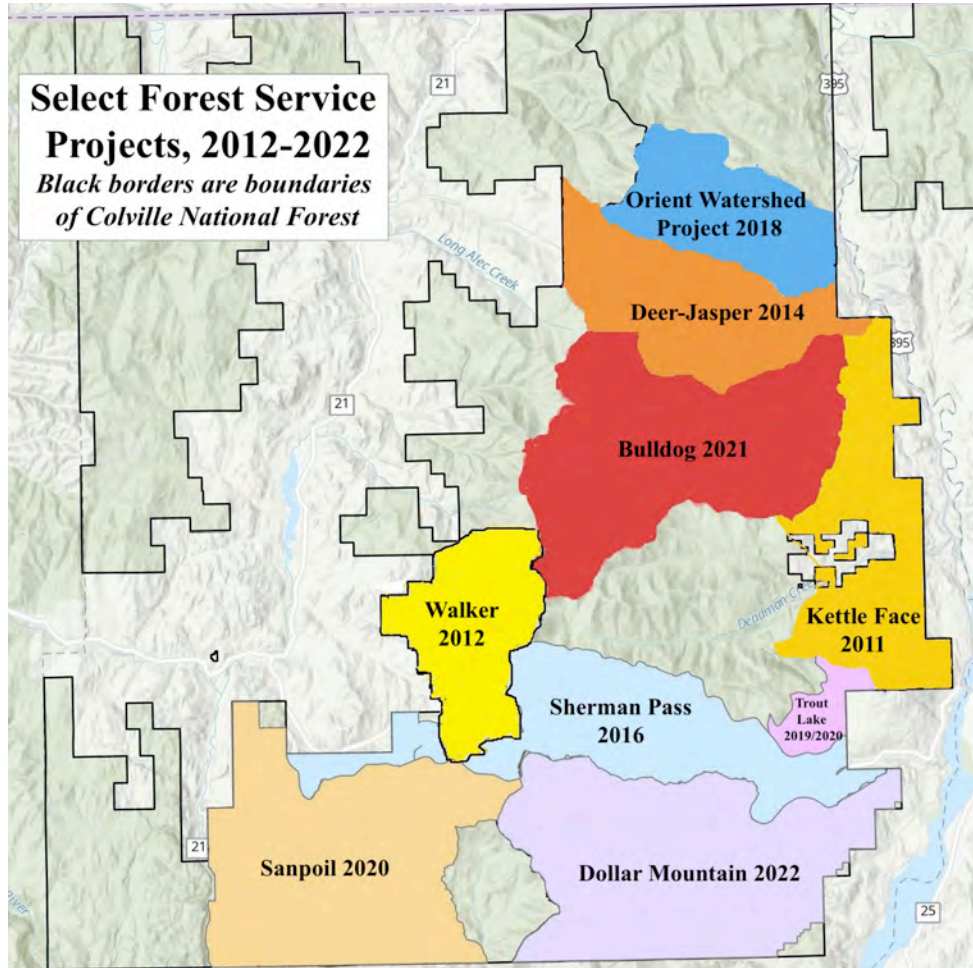 Select Forest Service
Projects, 2012-2022
Black borders are boundaries
of Colville National Forest
21
395
Orient Watershed
Project 2018
Long Alec Creek
Deer-Jasper 2014
395
21
Bulldog 2021
Walker
2012
Deadman Creek
Kettle Face
2011
Sherman Pass
2016
Trout
Lake
2019/2020
21
Sanpoil 2020
Dollar Mountain 2022
25